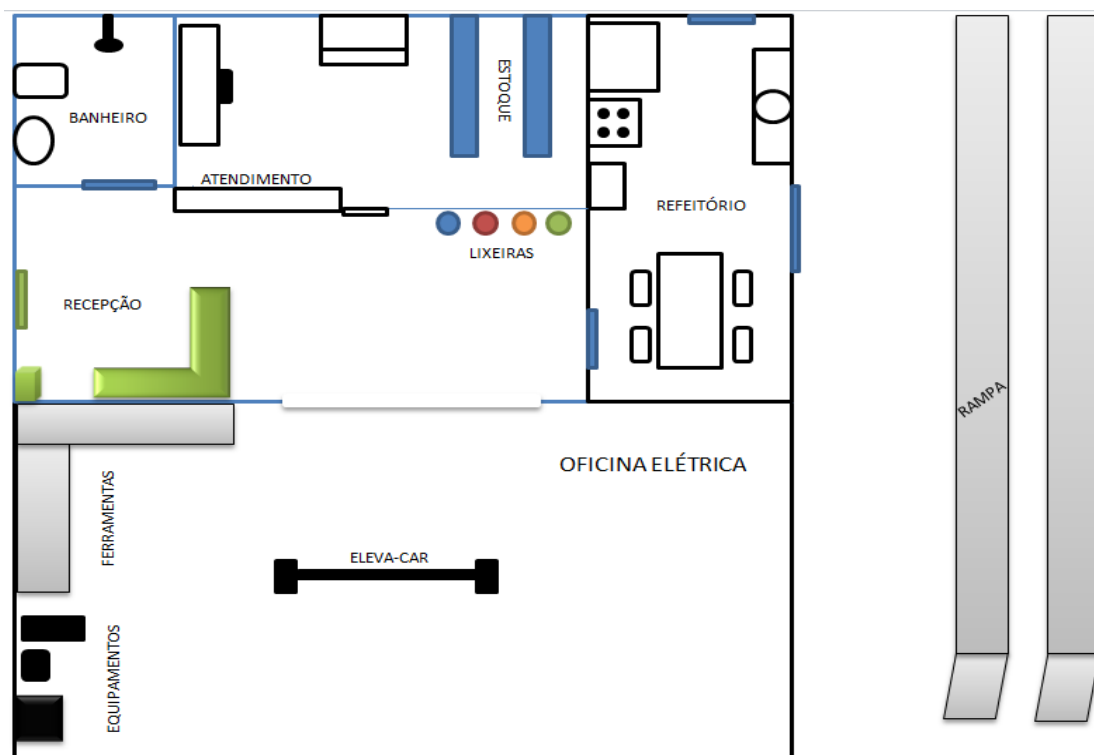 BANHEIRO
ESTOQUE
ATENDIMENTO
REFEITÓRIO
LIXEIRAS
RECEPÇÃO
RAMPA
OFICINA ELÉTRICA
FERRAMENTAS
ELEVA-CAR
EQUIPAMENTOS